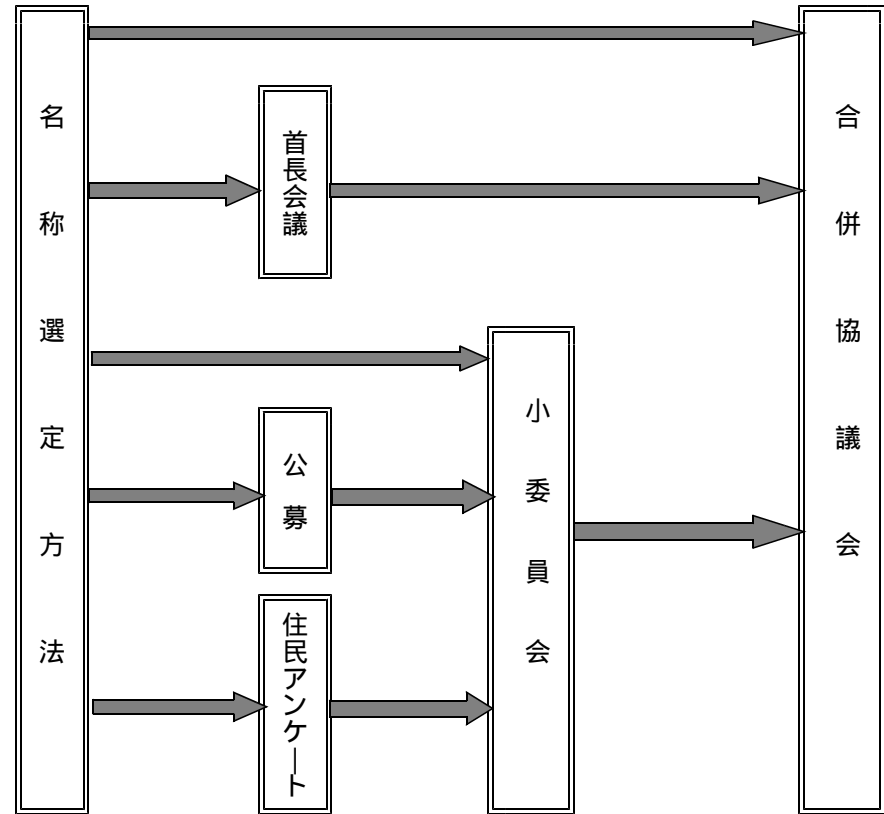 名称選定方法
首長会議
公募
住民アンケート
小委員会
合併協議会